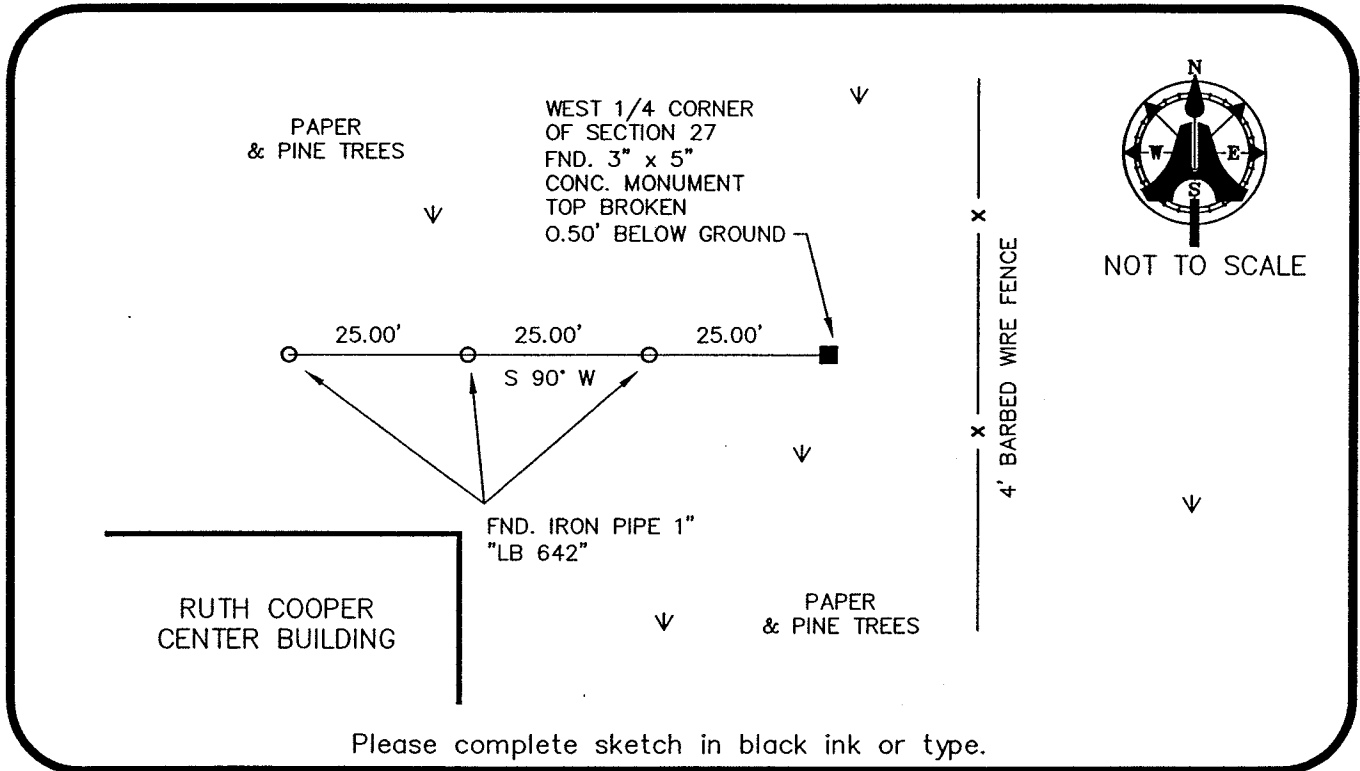 PAPER
& PINE TREES
WEST 1/4 CORNER
OF SECTION 27
FND. 3" x 5"
CONC. MONUMENT
TOP BROKEN
0.50' BELOW GROUND
N
W
E
S
NOT TO SCALE
4' BARBED WIRE FENCE
x
x
25.00'
25.00'
25.00'
S 90° W
FND. IRON PIPE 1"
"LB 642"
RUTH COOPER
CENTER BUILDING
PAPER
& PINE TREES
Please complete sketch in black ink or type.